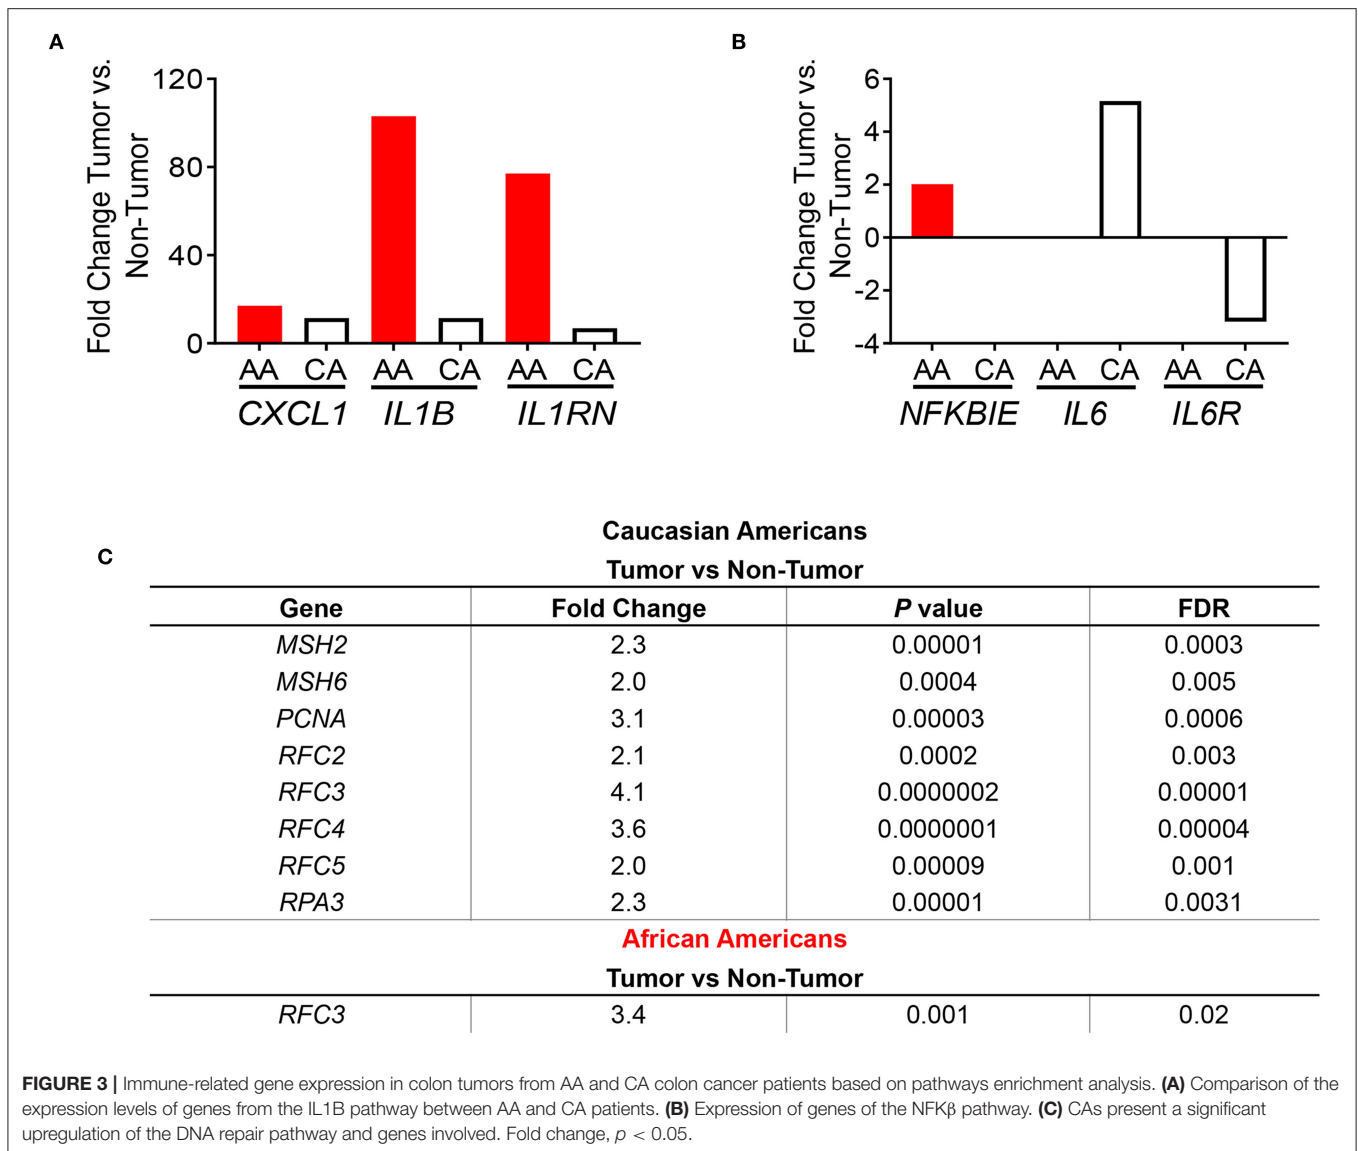 A
Fold Change Tumor vs.
Non-Tumor
120
80
40
0
AA CA AA CA AA CA
CXCL1 IL1B IL1RN
B
Fold Change Tumor vs.
Non-Tumor
6
4
2
0
-2
-4
AA CA AA CA AA CA
NFKBIE IL6 IL6R
C
Caucasian Americans
Tumor vs Non-Tumor
Gene Fold Change P value FDR
MSH2 2.3 0.00001 0.0003
MSH6 2.0 0.0004 0.005
PCNA 3.1 0.00003 0.0006
RFC2 2.1 0.0002 0.003
RFC3 4.1 0.0000002 0.00001
RFC4 3.6 0.0000001 0.00004
RFC5 2.0 0.00009 0.001
RPA3 2.3 0.00001 0.0031
African Americans
Tumor vs Non-Tumor
RFC3 3.4 0.001 0.02
FIGURE 3 | Immune-related gene expression in colon tumors from AA and CA colon cancer patients based on pathways enrichment analysis. (A) Comparison of the
expression levels of genes from the IL1B pathway between AA and CA patients. (B) Expression of genes of the NFKβ pathway. (C) CAs present a significant
upregulation of the DNA repair pathway and genes involved. Fold change, p < 0.05.